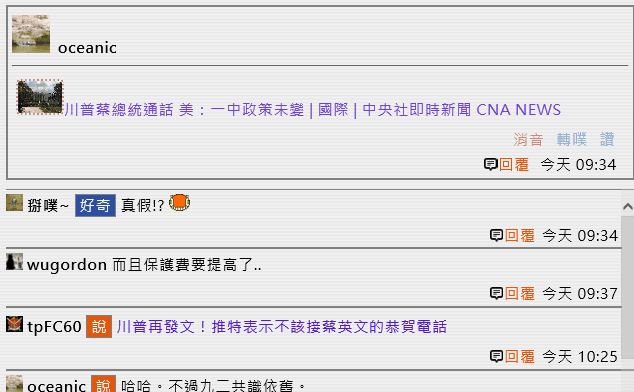 oceanic
川普蔡總統通話 美：一中政策未變 | 國際 | 中央社即時新聞 CNA NEWS
消音 轉噗 讚
回覆 今天 09:34
掰噗~ 好奇 真假!?
回覆 今天 09:34
wugordon 而且保護費要提高了..
回覆 今天 09:37
tpFC60 說 川普再發文！推特表示不該接蔡英文的恭賀電話
回覆 今天 10:25
oceanic 說 哈哈。不過九二共識依舊。